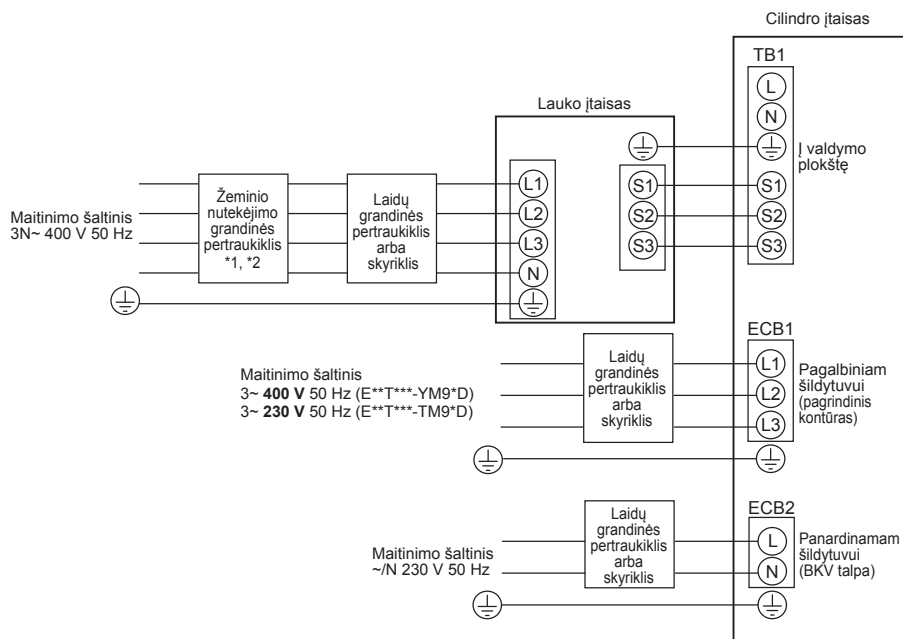 Cilindro įtaisas
TB1
L
N
Į valdymo
plokštę
S1
S2
S3
Lauko įtaisas
S1
S2
S3
L1
L2
L3
N
Maitinimo šaltinis
3N~ 400 V 50 Hz
Žeminio
nutekėjimo
grandinės
pertraukiklis
*1, *2
Laidų
grandinės
pertraukiklis
arba
skyriklis
ECB1
L1
L2
L3
Pagalbiniam
šildytuvui
(pagrindinis
kontūras)
Laidų
grandinės
pertraukiklis
arba
skyriklis
Maitinimo šaltinis
3~ 400 V 50 Hz (E**T***-YM9*D)
3~ 230 V 50 Hz (E**T***-TM9*D)
ECB2
L
N
Panardinamam
šildytuvui
(BKV talpa)
Laidų
grandinės
pertraukiklis
arba
skyriklis
Maitinimo šaltinis
~/N 230 V 50 Hz